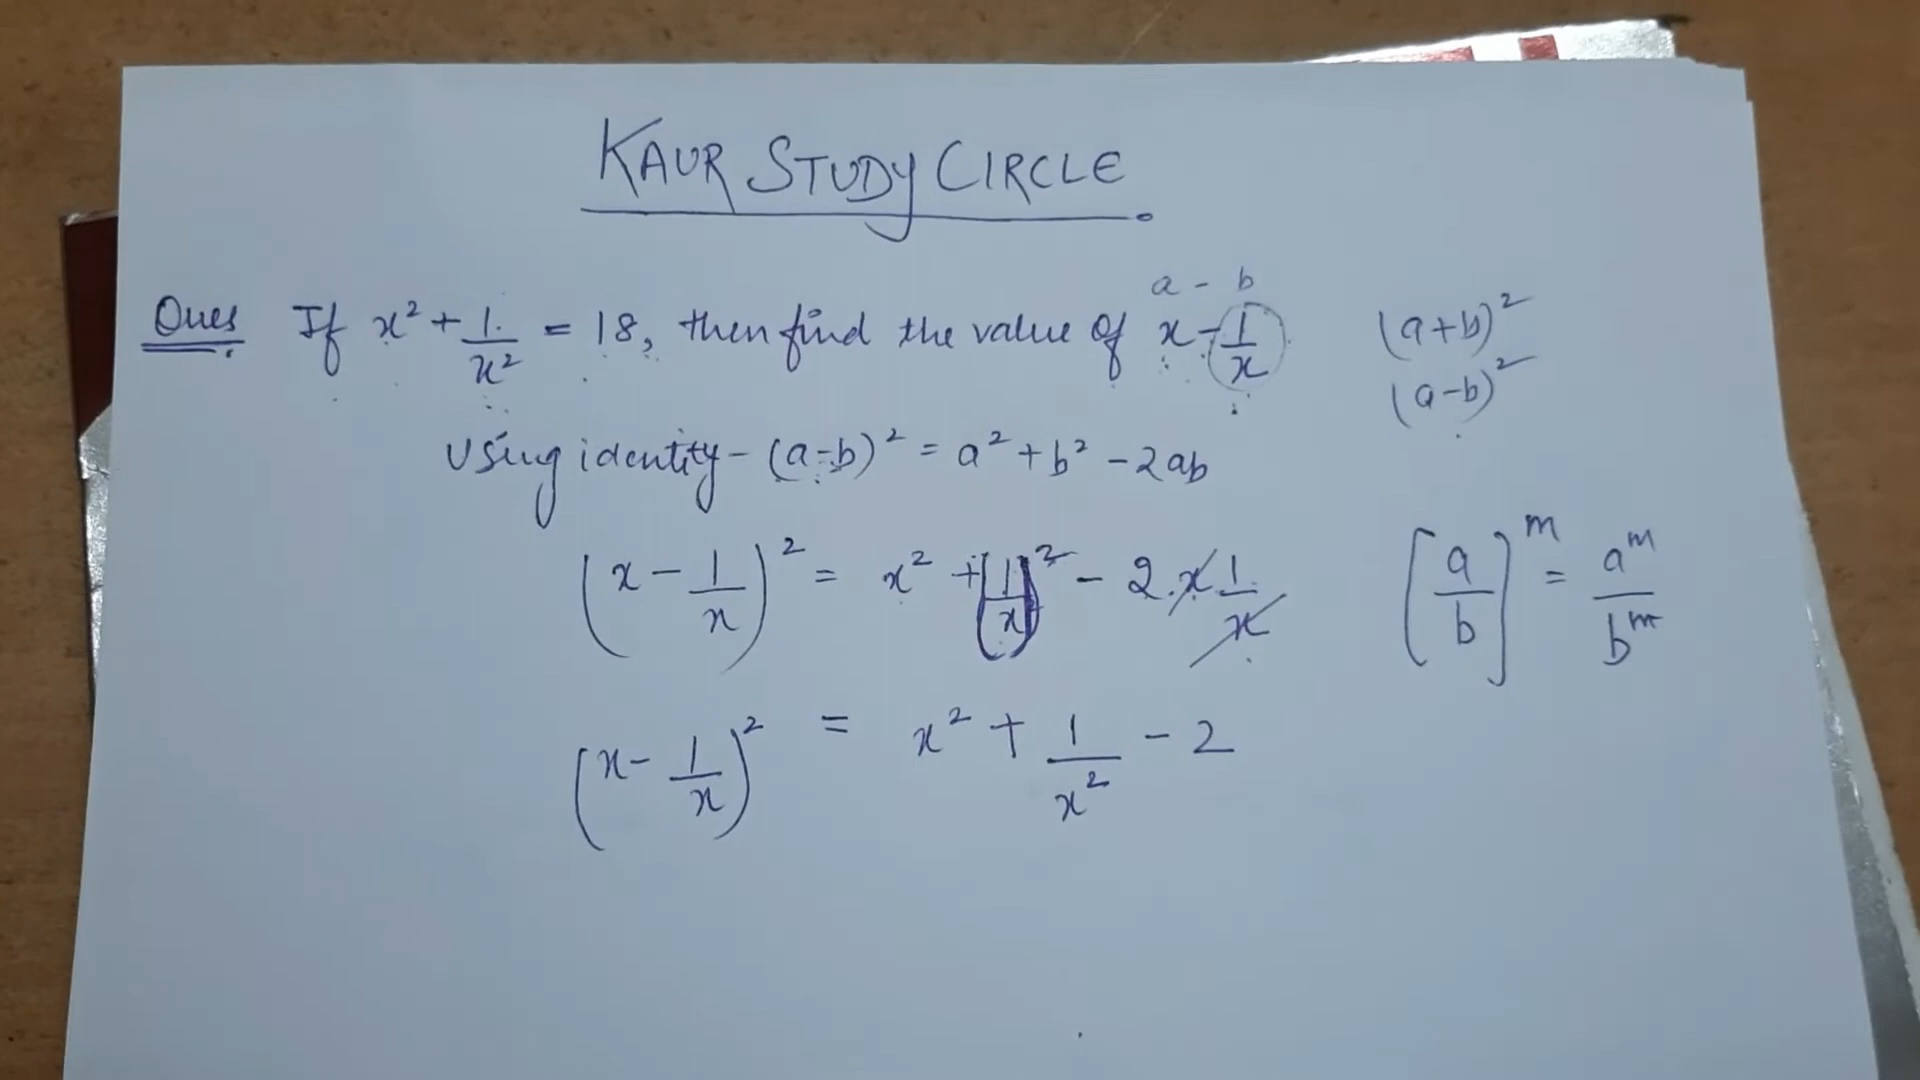 KAUR STUDY CIRCLE
a - b
Ques If x² + 1/x² = 18, then find the value of x - 1/x
(a+b)²
(a-b)²
Using identity - (a-b)² = a² + b² - 2ab
(x - 1/x)² = x² + (1/x)² - 2.x 1/x
[a/b]^m = a^m/b^m
(x - 1/x)² = x² + 1/x² - 2